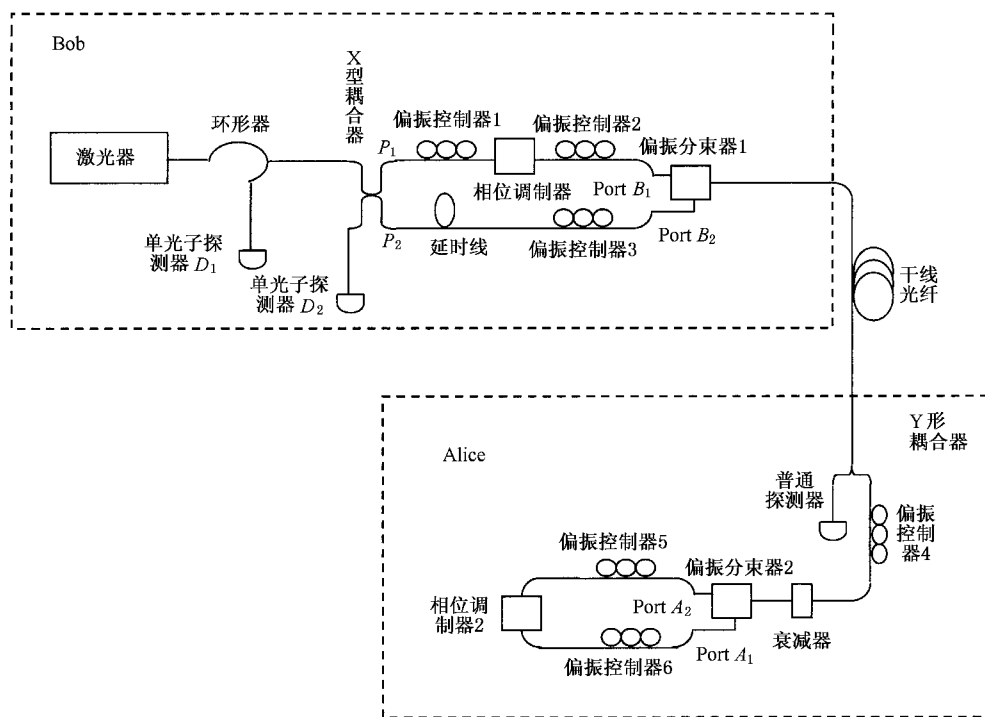 Bob
X
型
耦
合
器
环形器
激光器
偏振控制器1
偏振控制器2
偏振分束器1
P1
相位调制器
Port B1
P2
延时线
偏振控制器3
Port B2
单光子探
测器 D1
单光子探
测器 D2
干线
光纤
Y 形
耦合器
Alice
普通
探测器
偏振
控制
器4
偏振控制器5
偏振分束器2
相位调
制器2
Port A2
偏振控制器6
Port A1
衰减器